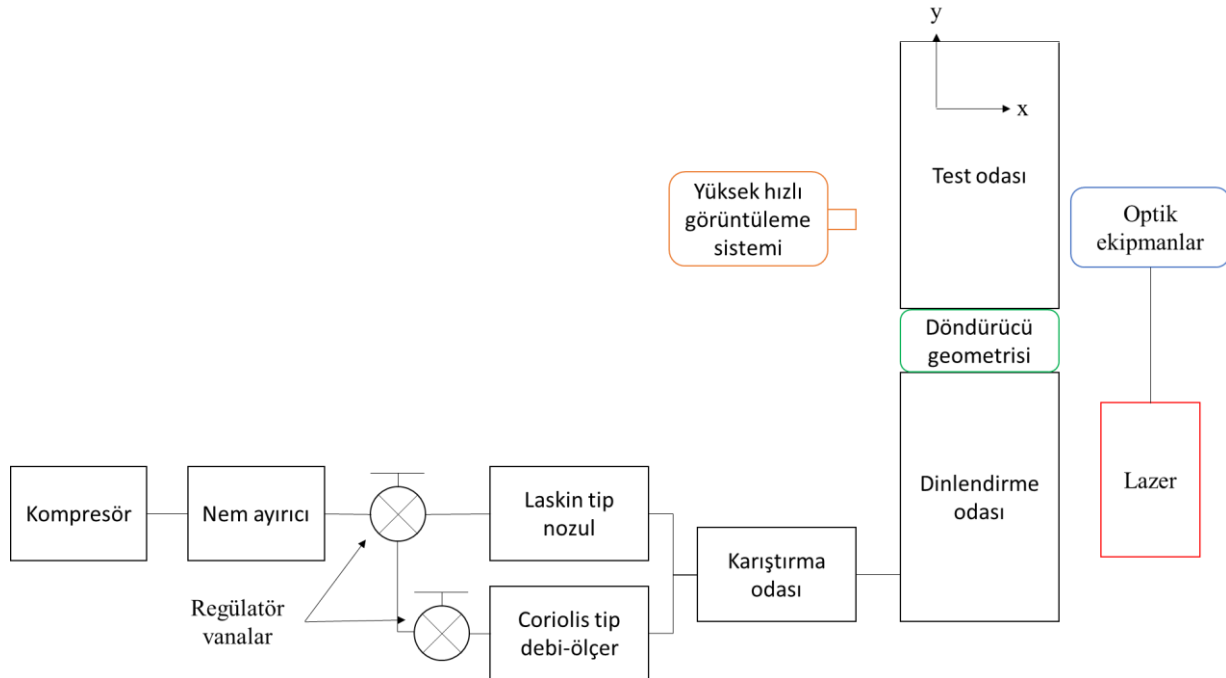 y
x
Test odası
Yüksek hızlı
görüntüleme
sistemi
Optik
ekipmanlar
Döndürücü
geometrisi
Dinlendirme
odası
Lazer
Kompresör
Nem ayırıcı
Laskin tip
nozul
Karıştırma
odası
Regülatör
vanalar
Coriolis tip
debi-ölçer